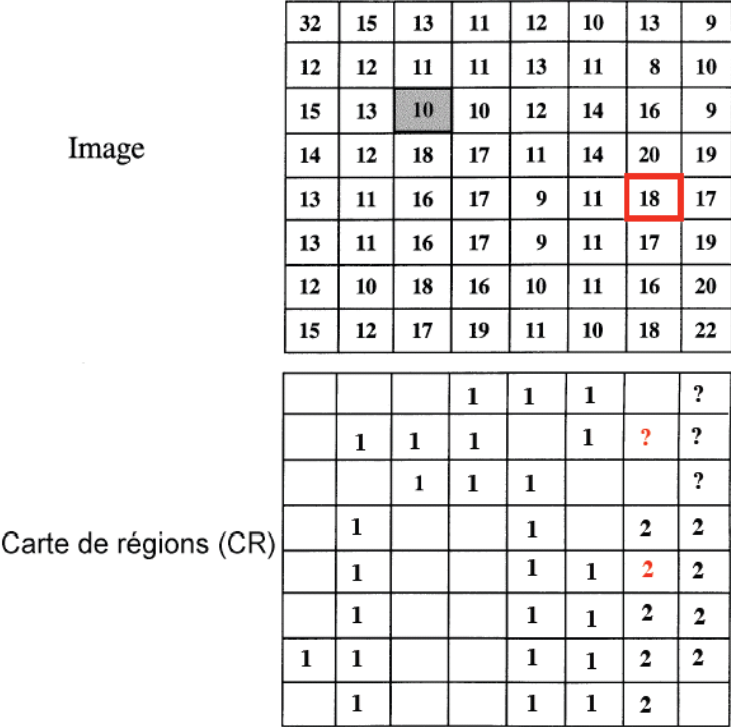 32 15 13 11 12 10 13 9
12 12 11 11 13 11 8 10
15 13 10 10 12 14 16 9
Image
14 12 18 17 11 14 20 19
13 11 16 17 9 11 18 17
13 11 16 17 9 11 17 19
12 10 18 16 10 11 16 20
15 12 17 19 11 10 18 22
1 1 1 ?
1 1 1 1 ? ?
1 1 1 ?
Carte de régions (CR)
1 1 2 2
1 1 1 2 2
1 1 1 2 2
1 1 1 1 2 2
1 1 1 2